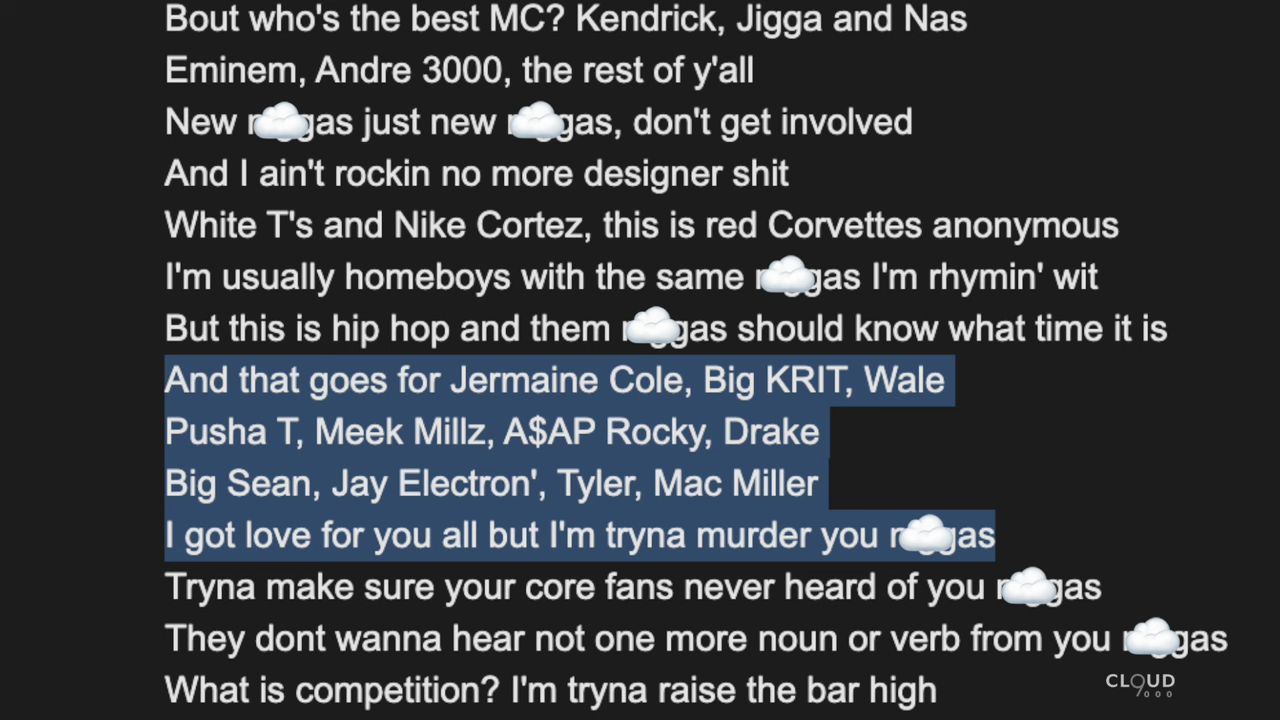 Bout who's the best MC? Kendrick, Jigga and Nas
Eminem, Andre 3000, the rest of y'all
New just new don't get involved
And I ain't rockin no more designer shit
White T's and Nike Cortez, this is red Corvettes anonymous
I'm usually homeboys with the same I'm rhymin' wit
But this is hip hop and them should know what time it is
And that goes for Jermaine Cole, Big KRIT, Wale
Pusha T, Meek Millz, A$AP Rocky, Drake
Big Sean, Jay Electron', Tyler, Mac Miller
I got love for you all but I'm tryna murder you
Tryna make sure your core fans never heard of you
They dont wanna hear not one more noun or verb from you
What is competition? I'm tryna raise the bar high
CLOUD
9000